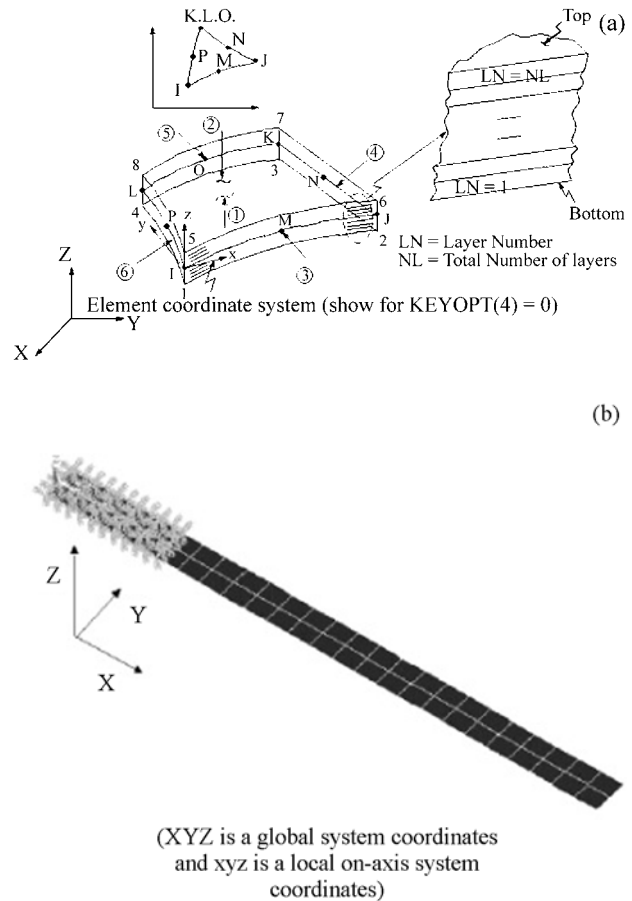 K.L.O.
(a)
Top
N
P
M
J
I
LN = NL
7
5
2
K
4
8
O
3
L
N
6
4
P
1
z
M
J
LN = 1
y
5
2
Bottom
6
x
I
3
LN = Layer Number
Z
1
NL = Total Number of layers
Element coordinate system (show for KEYOPT(4) = 0)
Y
X
(b)
Z
Y
X
(XYZ is a global system coordinates
and xyz is a local on-axis system
coordinates)